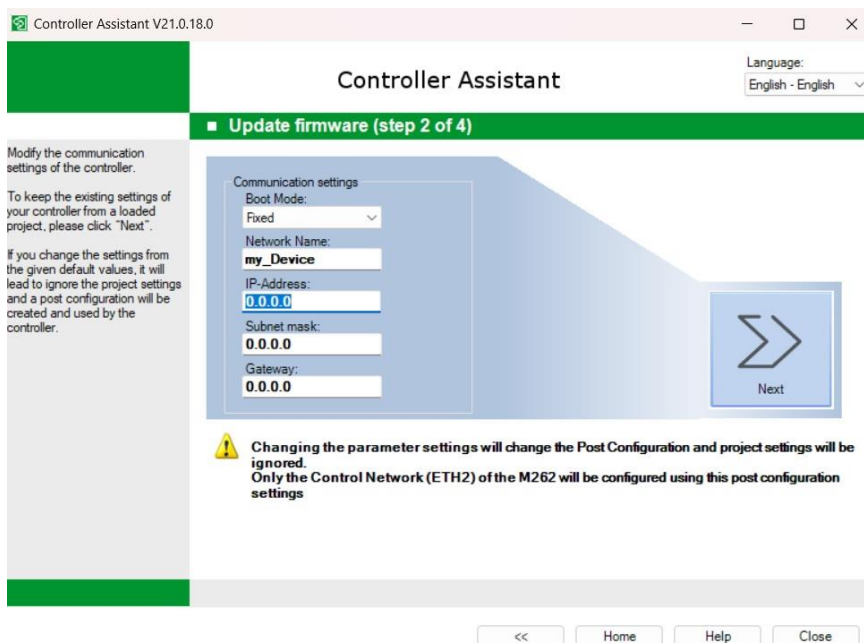 Controller Assistant V21.0.18.0
Controller Assistant
Language:
English - English
Update firmware (step 2 of 4)
Modify the communication
settings of the controller.
To keep the existing settings of
your controller from a loaded
project, please click "Next".
If you change the settings from
the given default values, it will
lead to ignore the project settings
and a post configuration will be
created and used by the
controller.
Communication settings
Boot Mode:
Fixed
Network Name:
my_Device
IP-Address:
0.0.0.0
Subnet mask:
0.0.0.0
Gateway:
0.0.0.0
Next
Changing the parameter settings will change the Post Configuration and project settings will be
ignored.
Only the Control Network (ETH2) of the M262 will be configured using this post configuration
settings
<<
Home
Help
Close